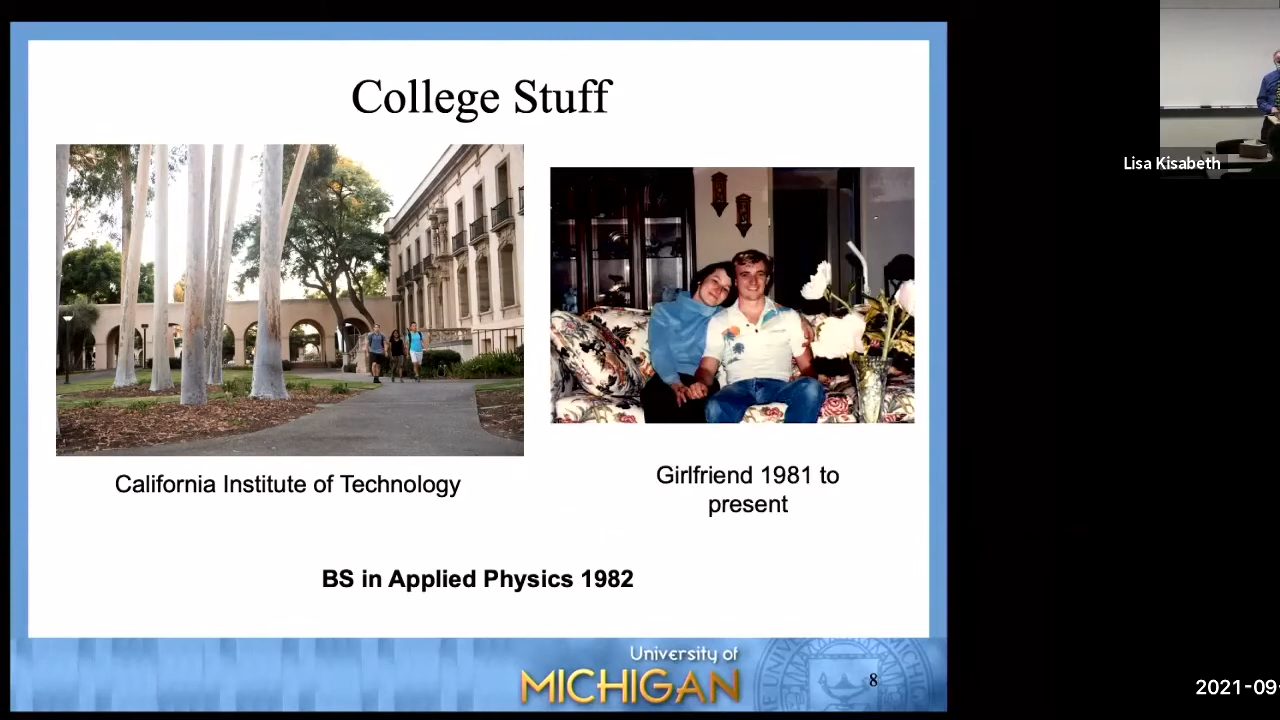 College Stuff
Lisa Kisabeth
California Institute of Technology
Girlfriend 1981 to
present
BS in Applied Physics 1982
University of
MICHIGAN
8
2021-09-